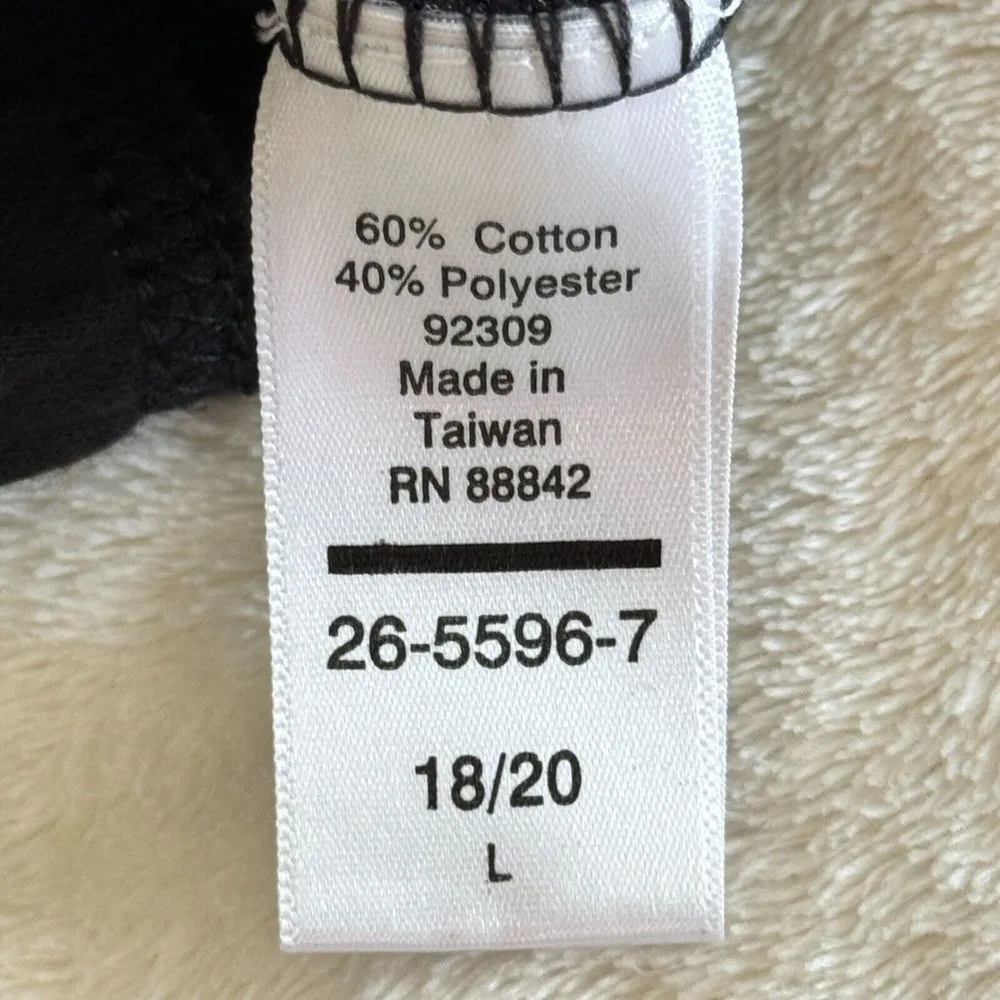 60% Cotton
40% Polyester
92309
Made in
Taiwan
RN 88842
26-5596-7
18/20
L